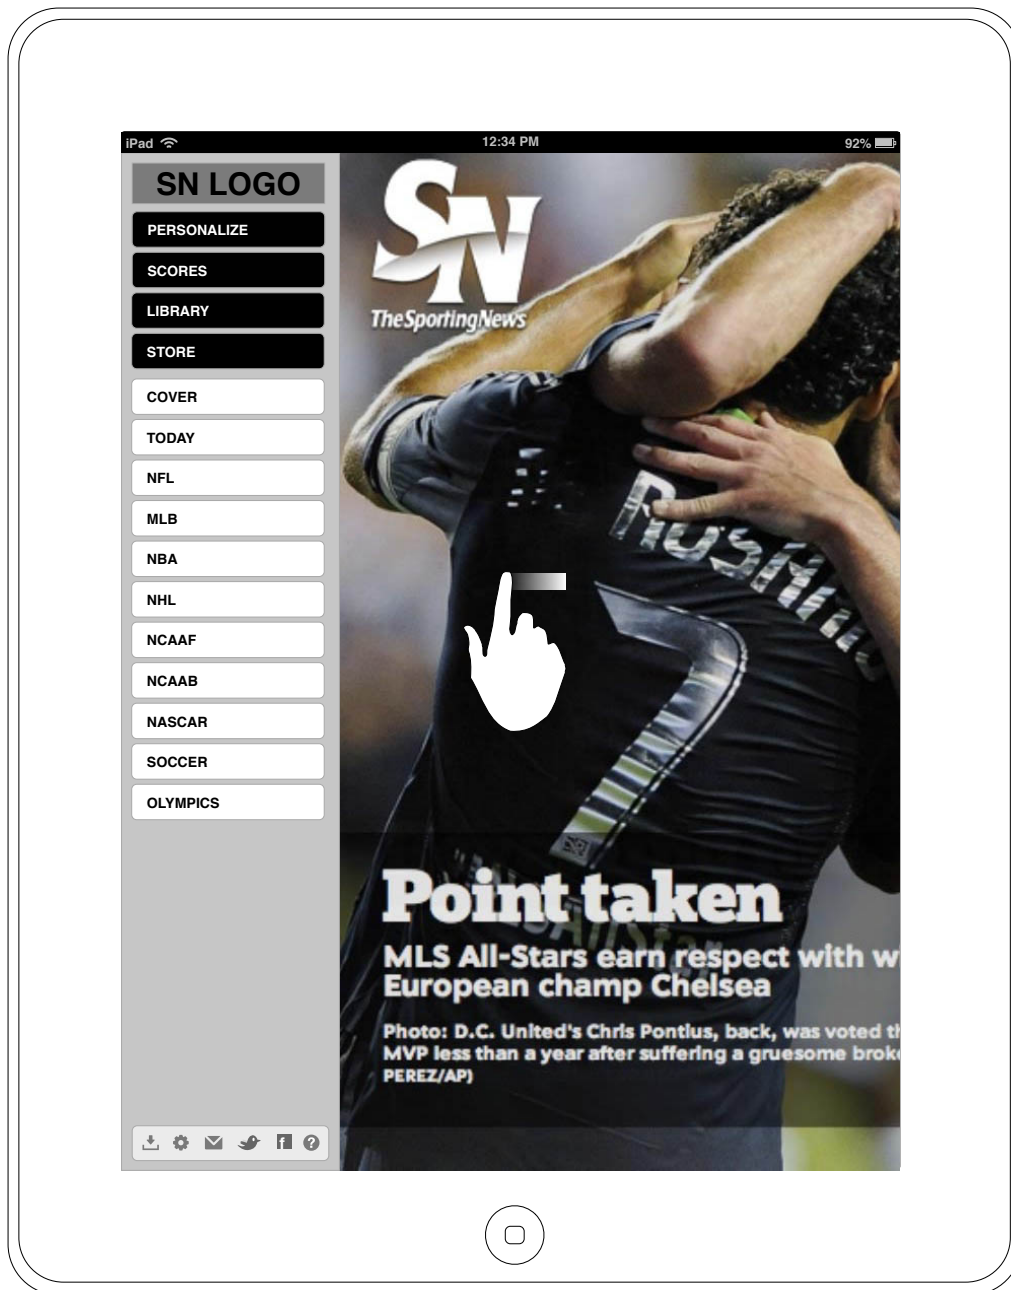 iPad
12:34 PM
92%
SN LOGO
PERSONALIZE
SCORES
LIBRARY
STORE
COVER
TODAY
NFL
MLB
NBA
NHL
NCAAF
NCAAB
NASCAR
SOCCER
OLYMPICS
SN
TheSportingNews
7
Point taken
MLS All-Stars earn respect with w
European champ Chelsea
Photo: D.C. United's Chris Pontius, back, was voted th
MVP less than a year after suffering a gruesome brok
PEREZ/AP)